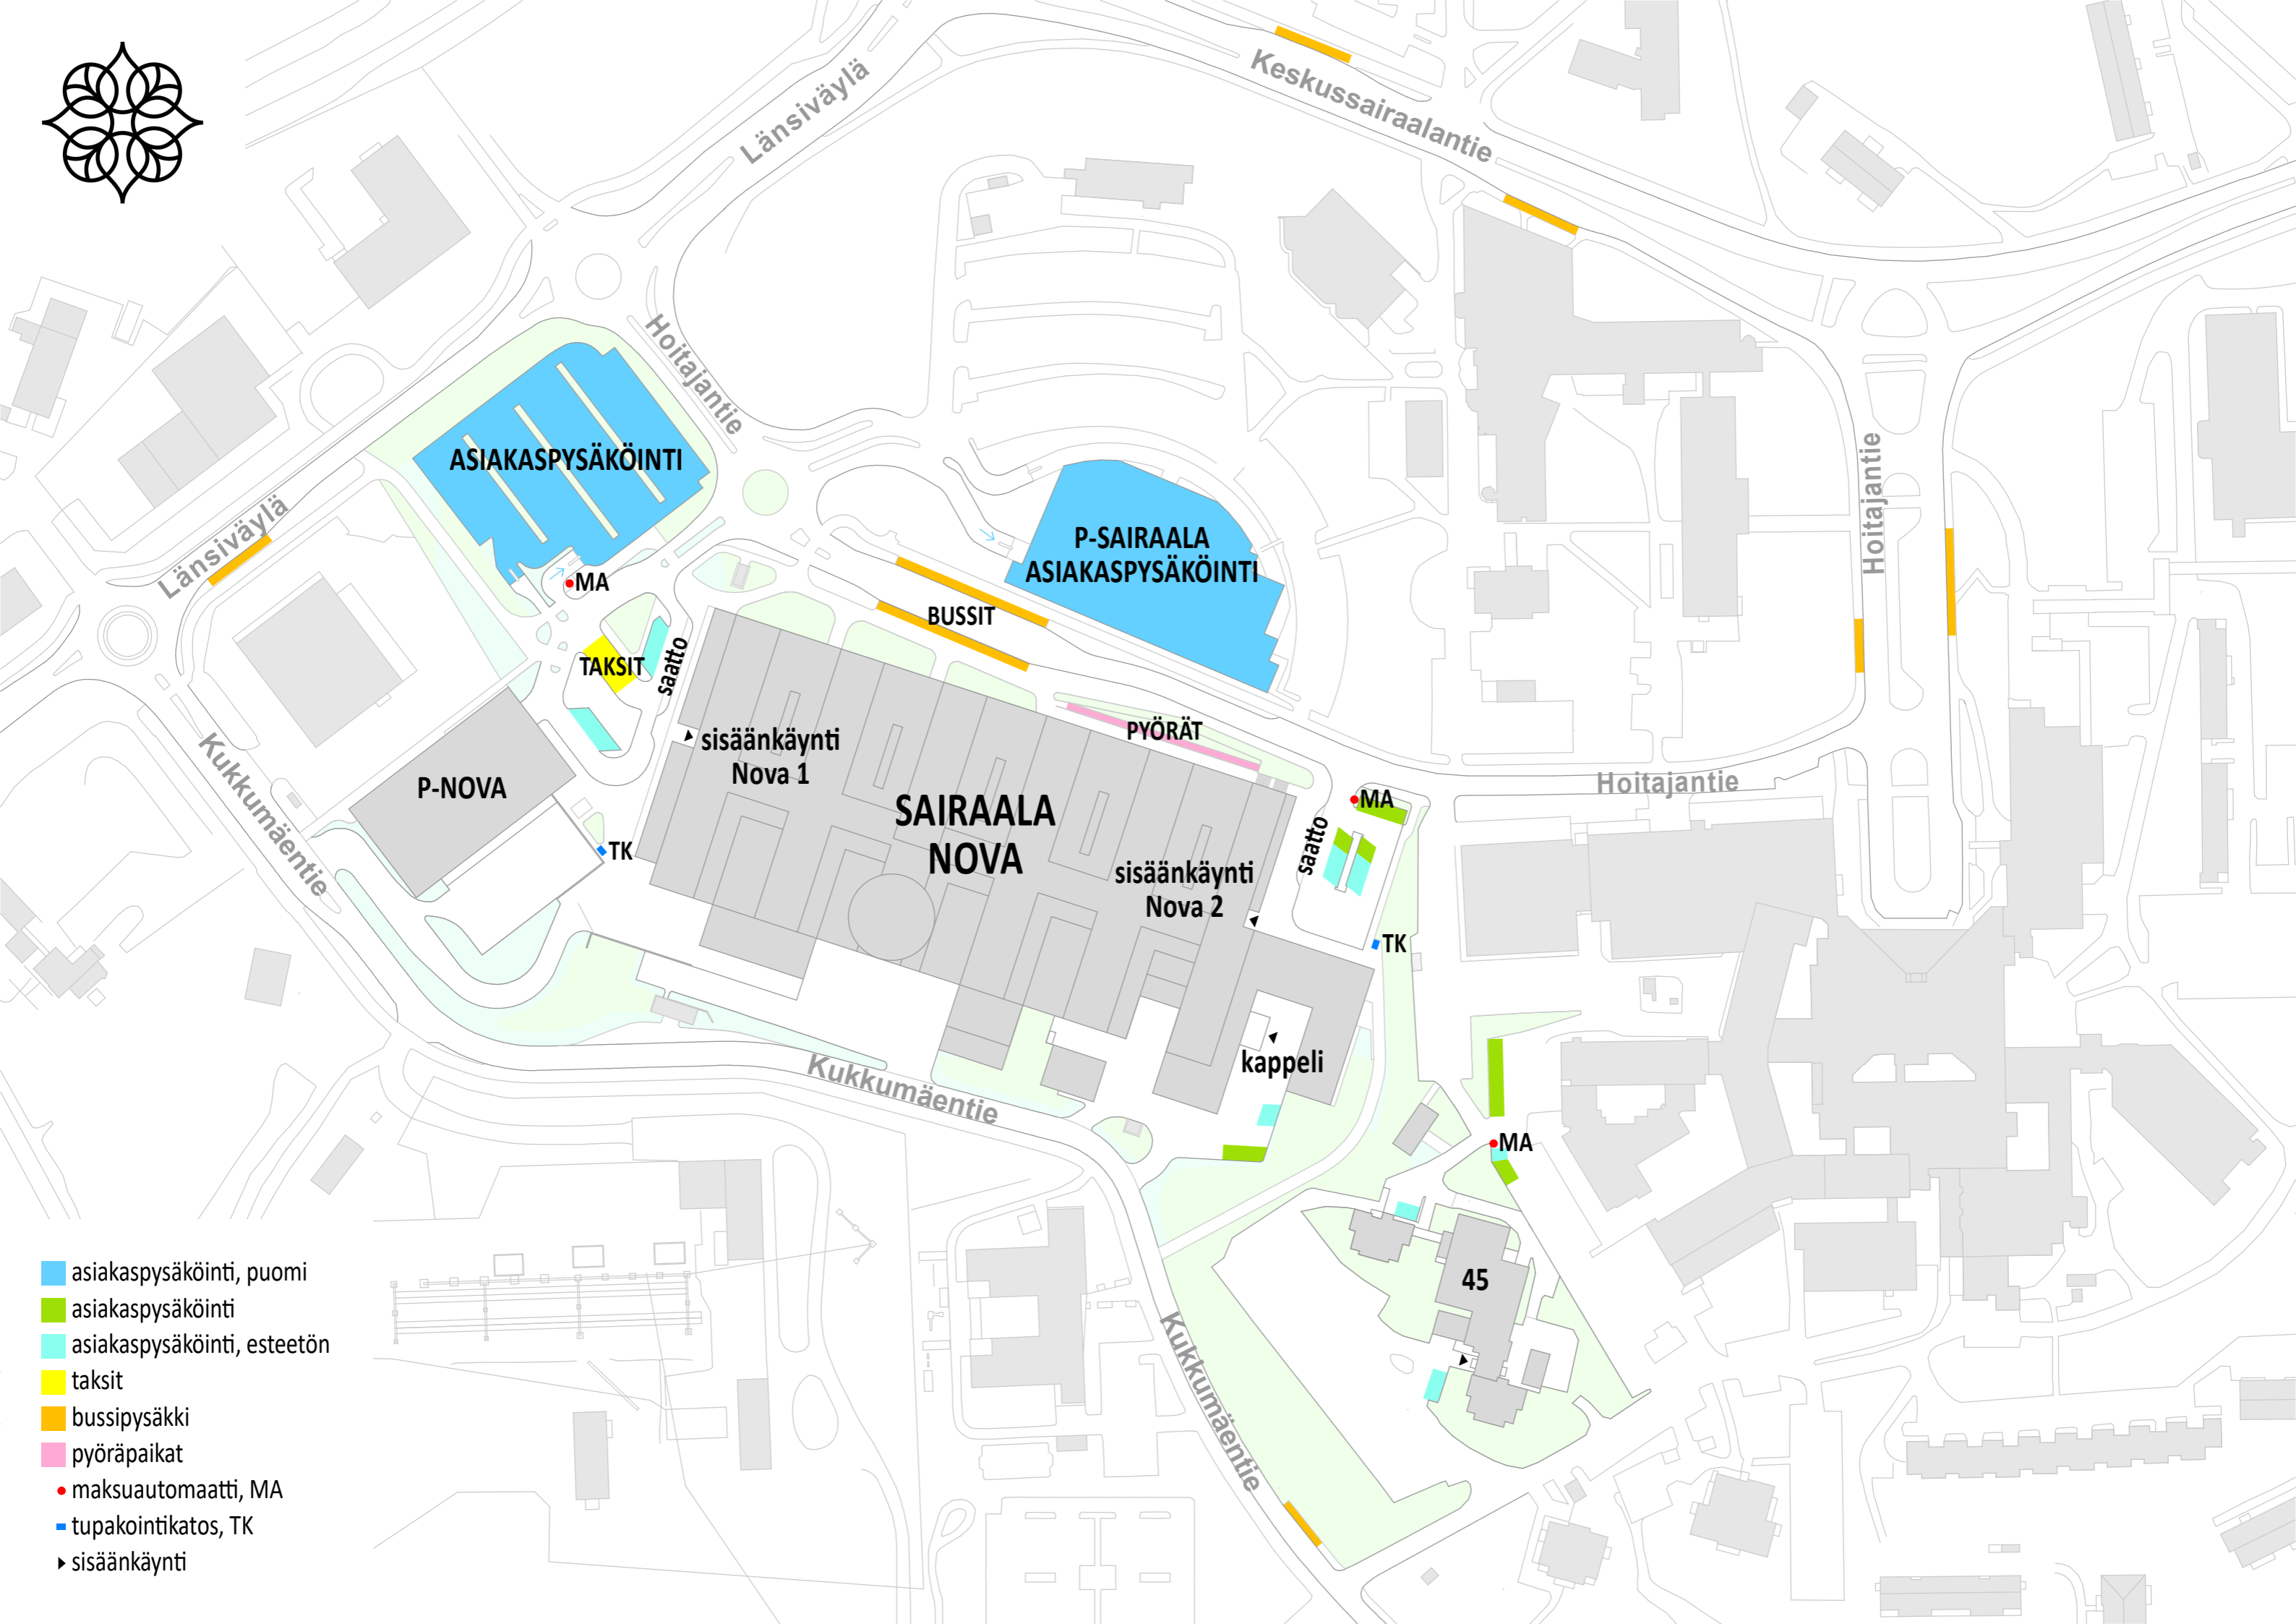 Länsiväylä
Keskussairaalantie
Hoitajantie
ASIAKASPYSÄKÖINTI
Länsiväylä
MA
P-SAIRAALA
ASIAKASPYSÄKÖINTI
Hoitajantie
BUSSIT
TAKSIT
saatto
PYÖRÄT
sisäänkäynti
Nova 1
P-NOVA
Kukkumäentie
SAIRAALA
NOVA
TK
Hoitajantie
MA
saatto
sisäänkäynti
Nova 2
TK
kappeli
Kukkumäentie
MA
45
Kukkumäentie
asiakaspysäköinti, puomi
asiakaspysäköinti
asiakaspysäköinti, esteetön
taksit
bussipysäkki
pyöräpaikat
maksuautomaatti, MA
tupakointikatos, TK
sisäänkäynti